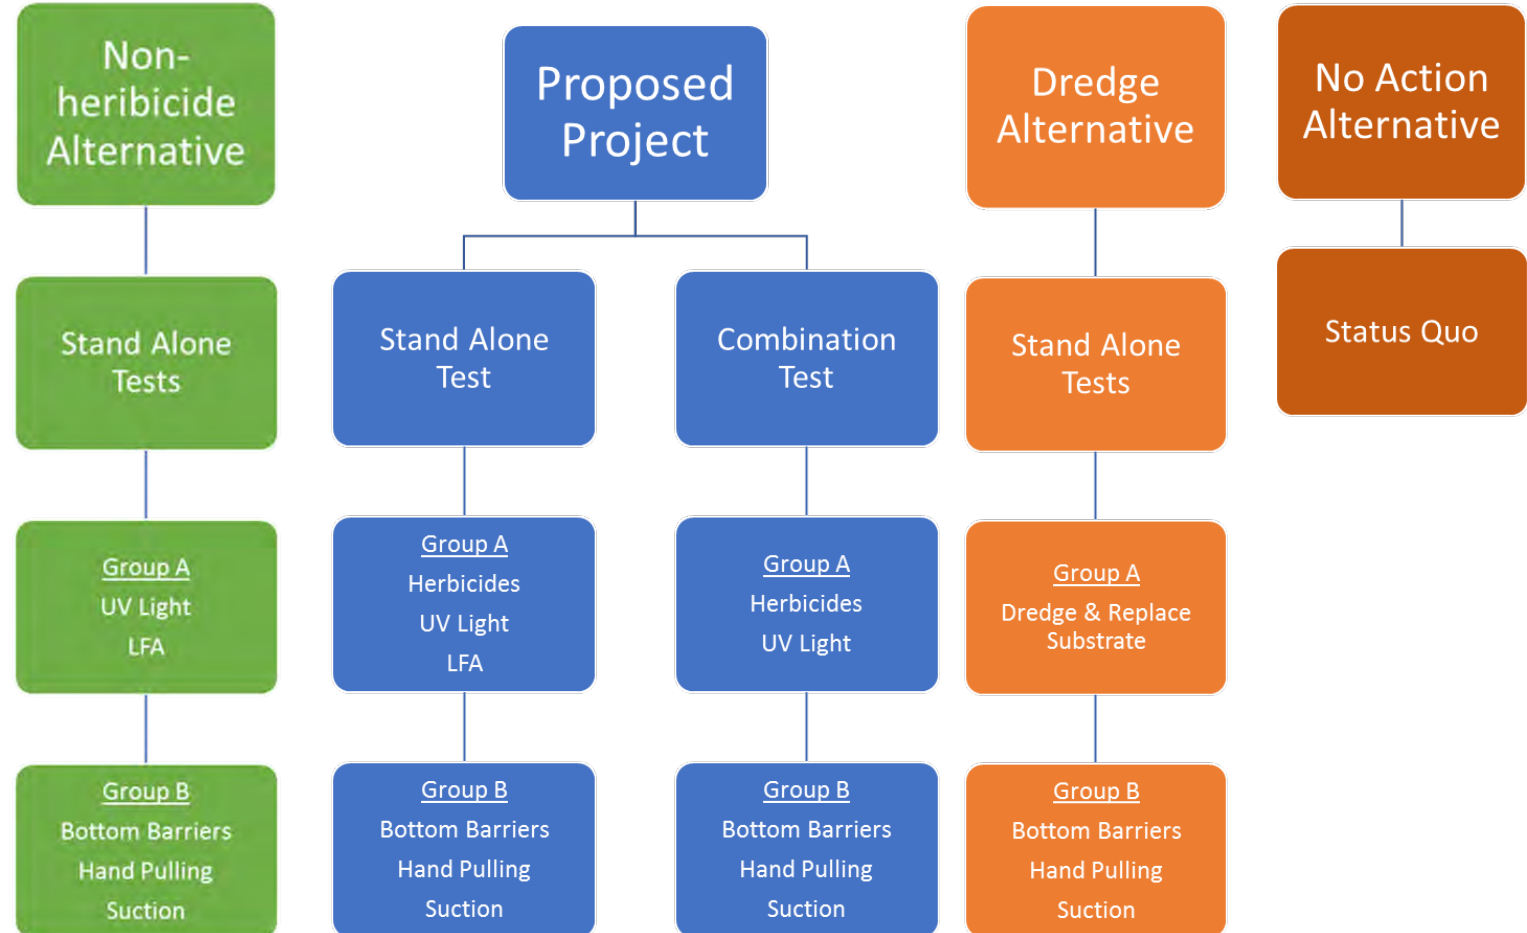 Non-
heribicide
Alternative
Stand Alone
Tests
Group A
UV Light
LFA
Group B
Bottom Barriers
Hand Pulling
Suction
Proposed
Project
Stand Alone
Test
Group A
Herbicides
UV Light
LFA
Group B
Bottom Barriers
Hand Pulling
Suction
Combination
Test
Group A
Herbicides
UV Light
Group B
Bottom Barriers
Hand Pulling
Suction
Dredge
Alternative
Stand Alone
Tests
Group A
Dredge & Replace
Substrate
Group B
Bottom Barriers
Hand Pulling
Suction
No Action
Alternative
Status Quo